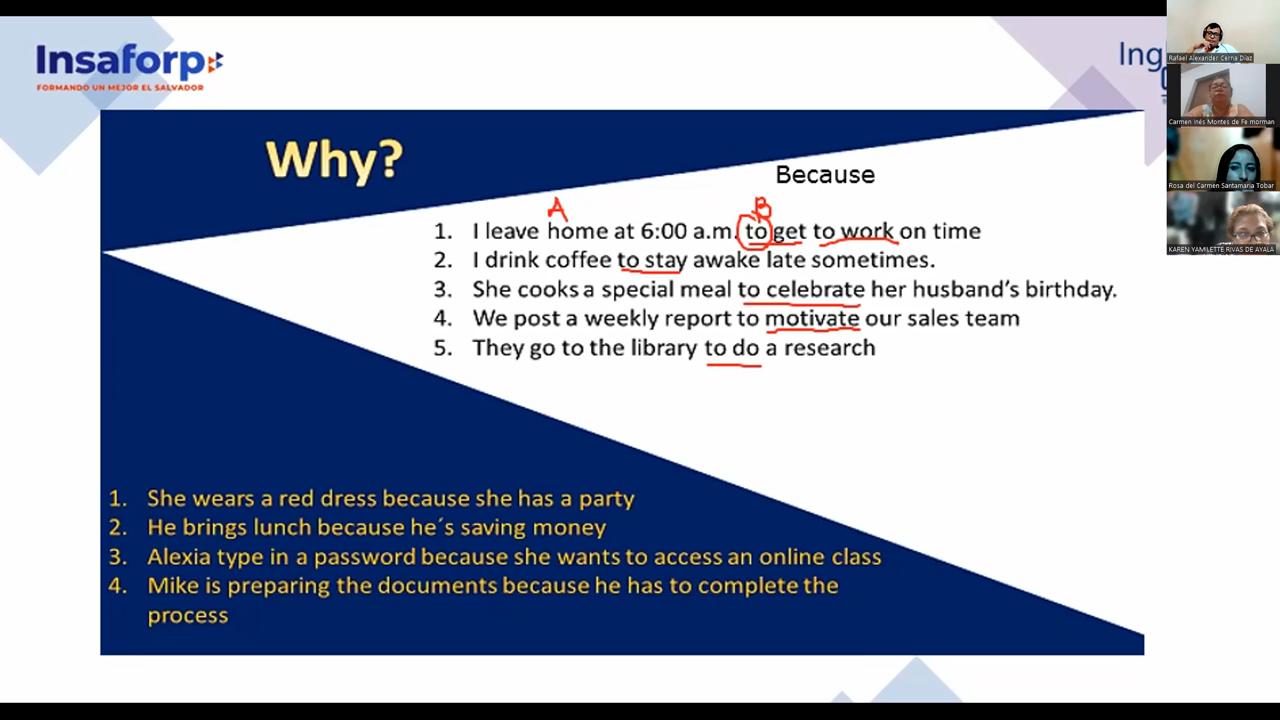 Insaforp
FORMANDO UN MEJOR EL SALVADOR
Ing
Why?
Because
A B
1. I leave home at 6:00 a.m. to get to work on time
2. I drink coffee to stay awake late sometimes.
3. She cooks a special meal to celebrate her husband's birthday.
4. We post a weekly report to motivate our sales team
5. They go to the library to do a research
1. She wears a red dress because she has a party
2. He brings lunch because he´s saving money
3. Alexia type in a password because she wants to access an online class
4. Mike is preparing the documents because he has to complete the
process
Rafael Alexander Cerna Diaz
Carmen Inés Montes de Fe morman
Rosa del Carmen Santamaria Tobar
KAREN YAMILETTE RIVAS DE AYALA